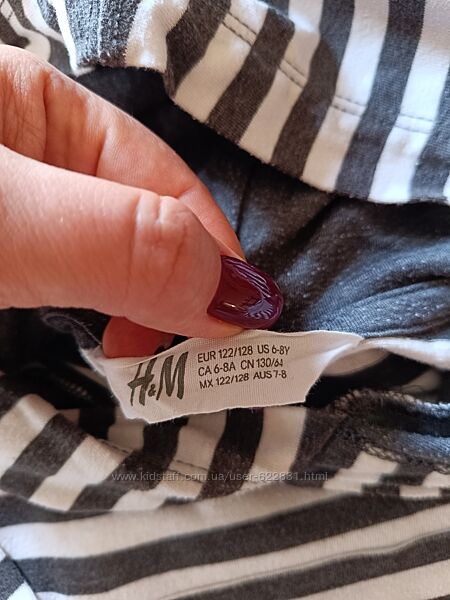 H&M
EUR 122/128 US 6-8Y
CA 6-8A CN 130/64
MX 122/128 AUS 7-8
www.kidstaff.com.ua/user-622831.html